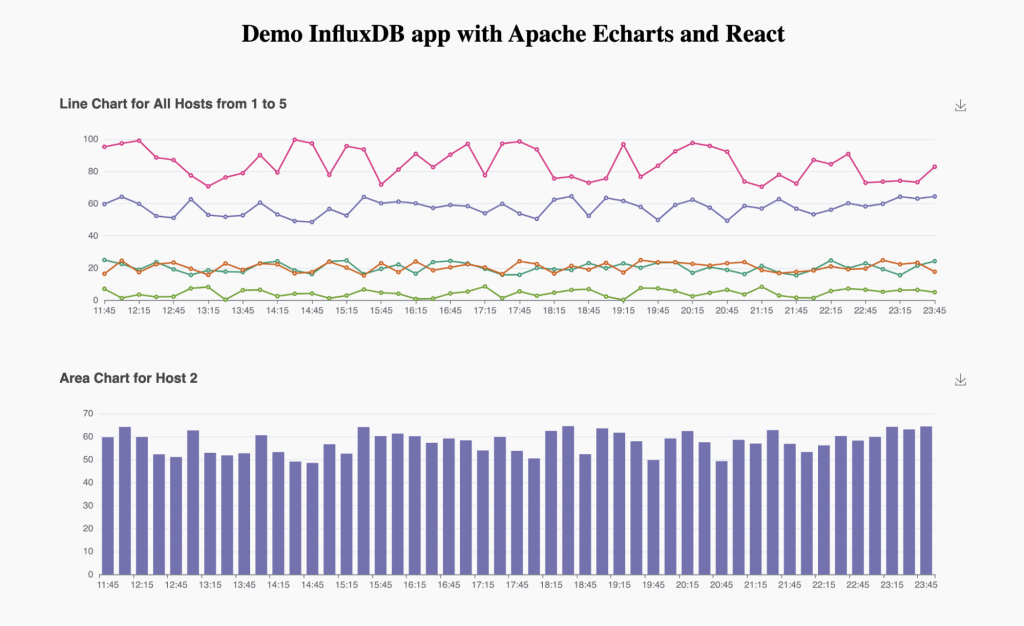 Demo InfluxDB app with Apache Echarts and React
Line Chart for All Hosts from 1 to 5
100
80
60
40
20
0
11:45 12:15 12:45 13:15 13:45 14:15 14:45 15:15 15:45 16:15 16:45 17:15 17:45 18:15 18:45 19:15 19:45 20:15 20:45 21:15 21:45 22:15 22:45 23:15 23:45
Area Chart for Host 2
70
60
50
40
30
20
10
0
11:45 12:15 12:45 13:15 13:45 14:15 14:45 15:15 15:45 16:15 16:45 17:15 17:45 18:15 18:45 19:15 19:45 20:15 20:45 21:15 21:45 22:15 22:45 23:15 23:45